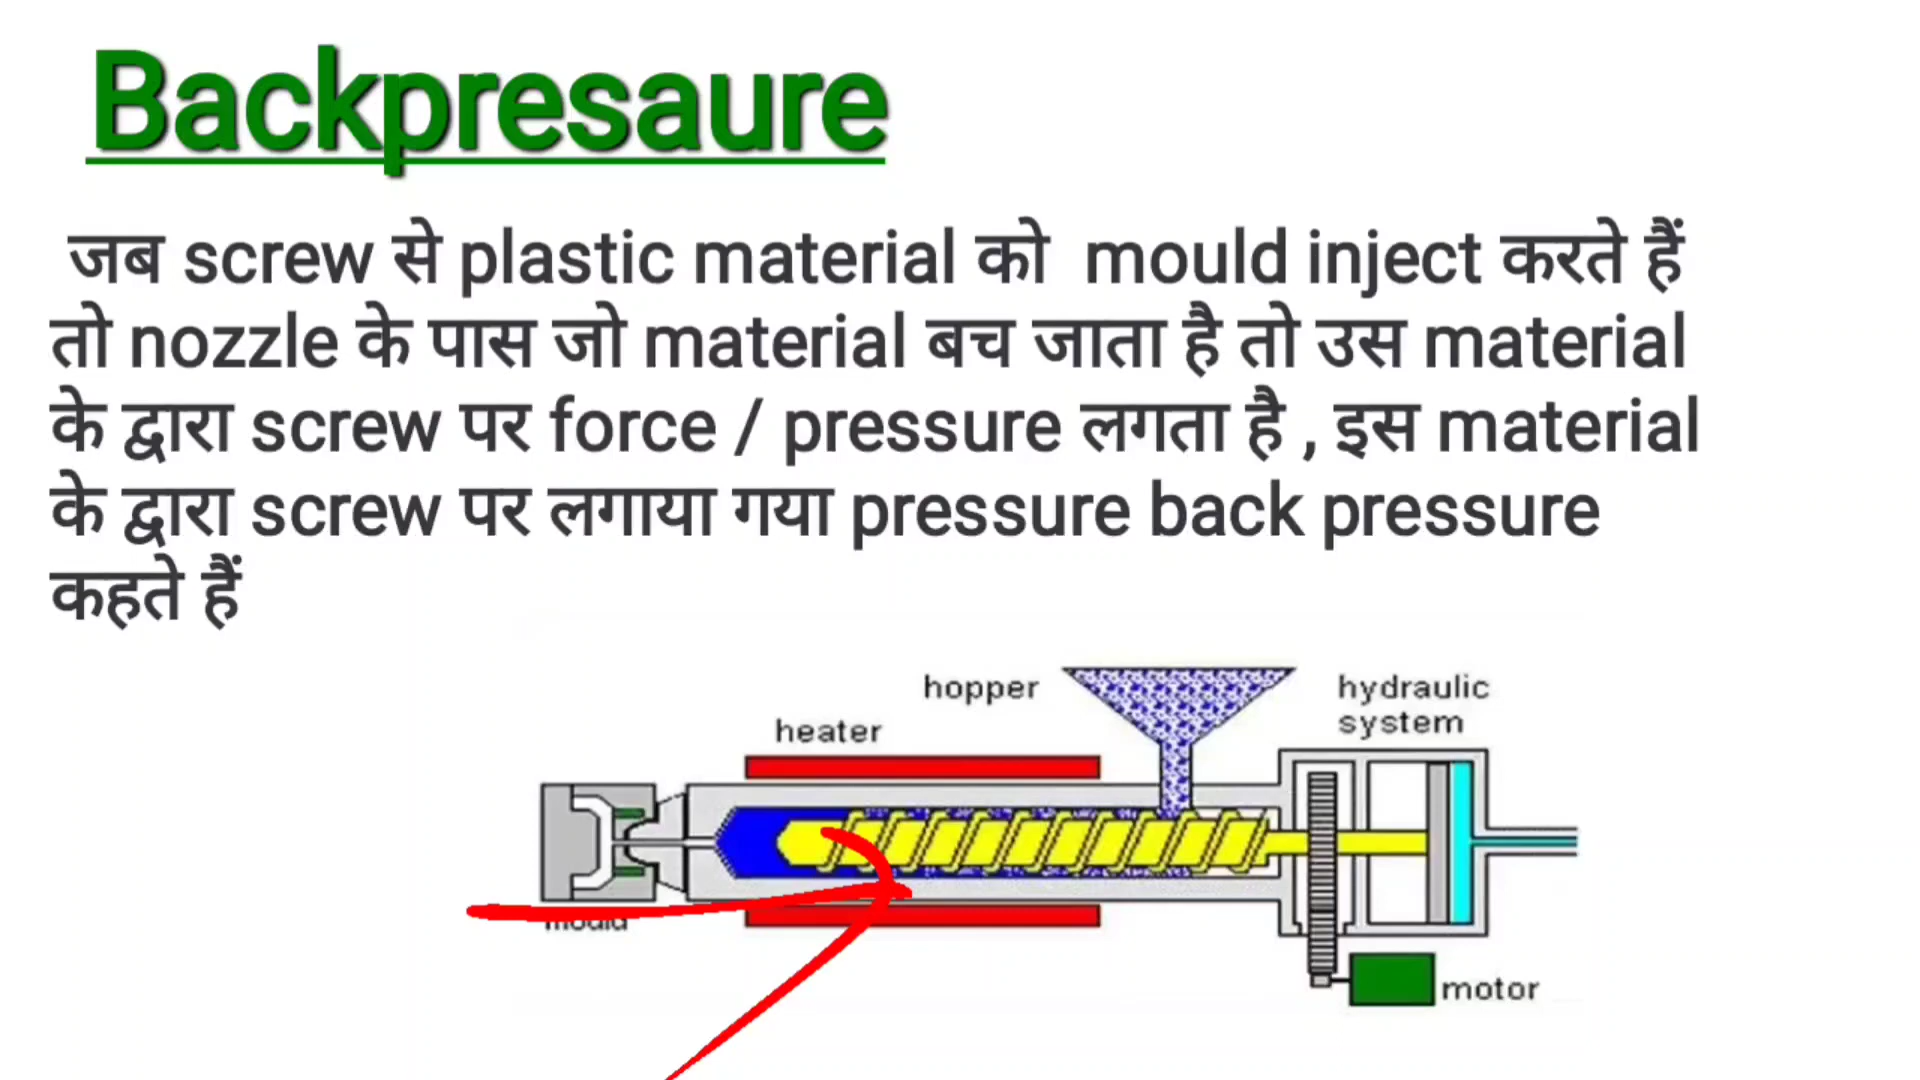 Backpresaure
जब screw से plastic material को mould inject करते हैं
तो nozzle के पास जो material बच जाता है तो उस material
के द्वारा screw पर force / pressure लगता है , इस material
के द्वारा screw पर लगाया गया pressure back pressure
कहते हैं
hopper
hydraulic
system
heater
mould
motor